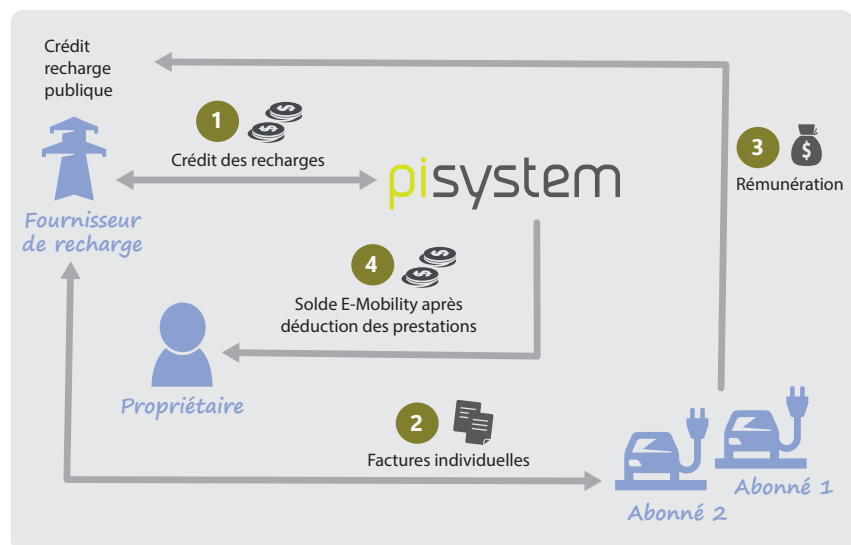 Crédit
recharge
publique
1
Crédit des recharges
3
Rémunération
pisystem
Fournisseur
de recharge
4
Solde E-Mobility après
déduction des prestations
Propriétaire
2
Factures individuelles
Abonné 1
Abonné 2